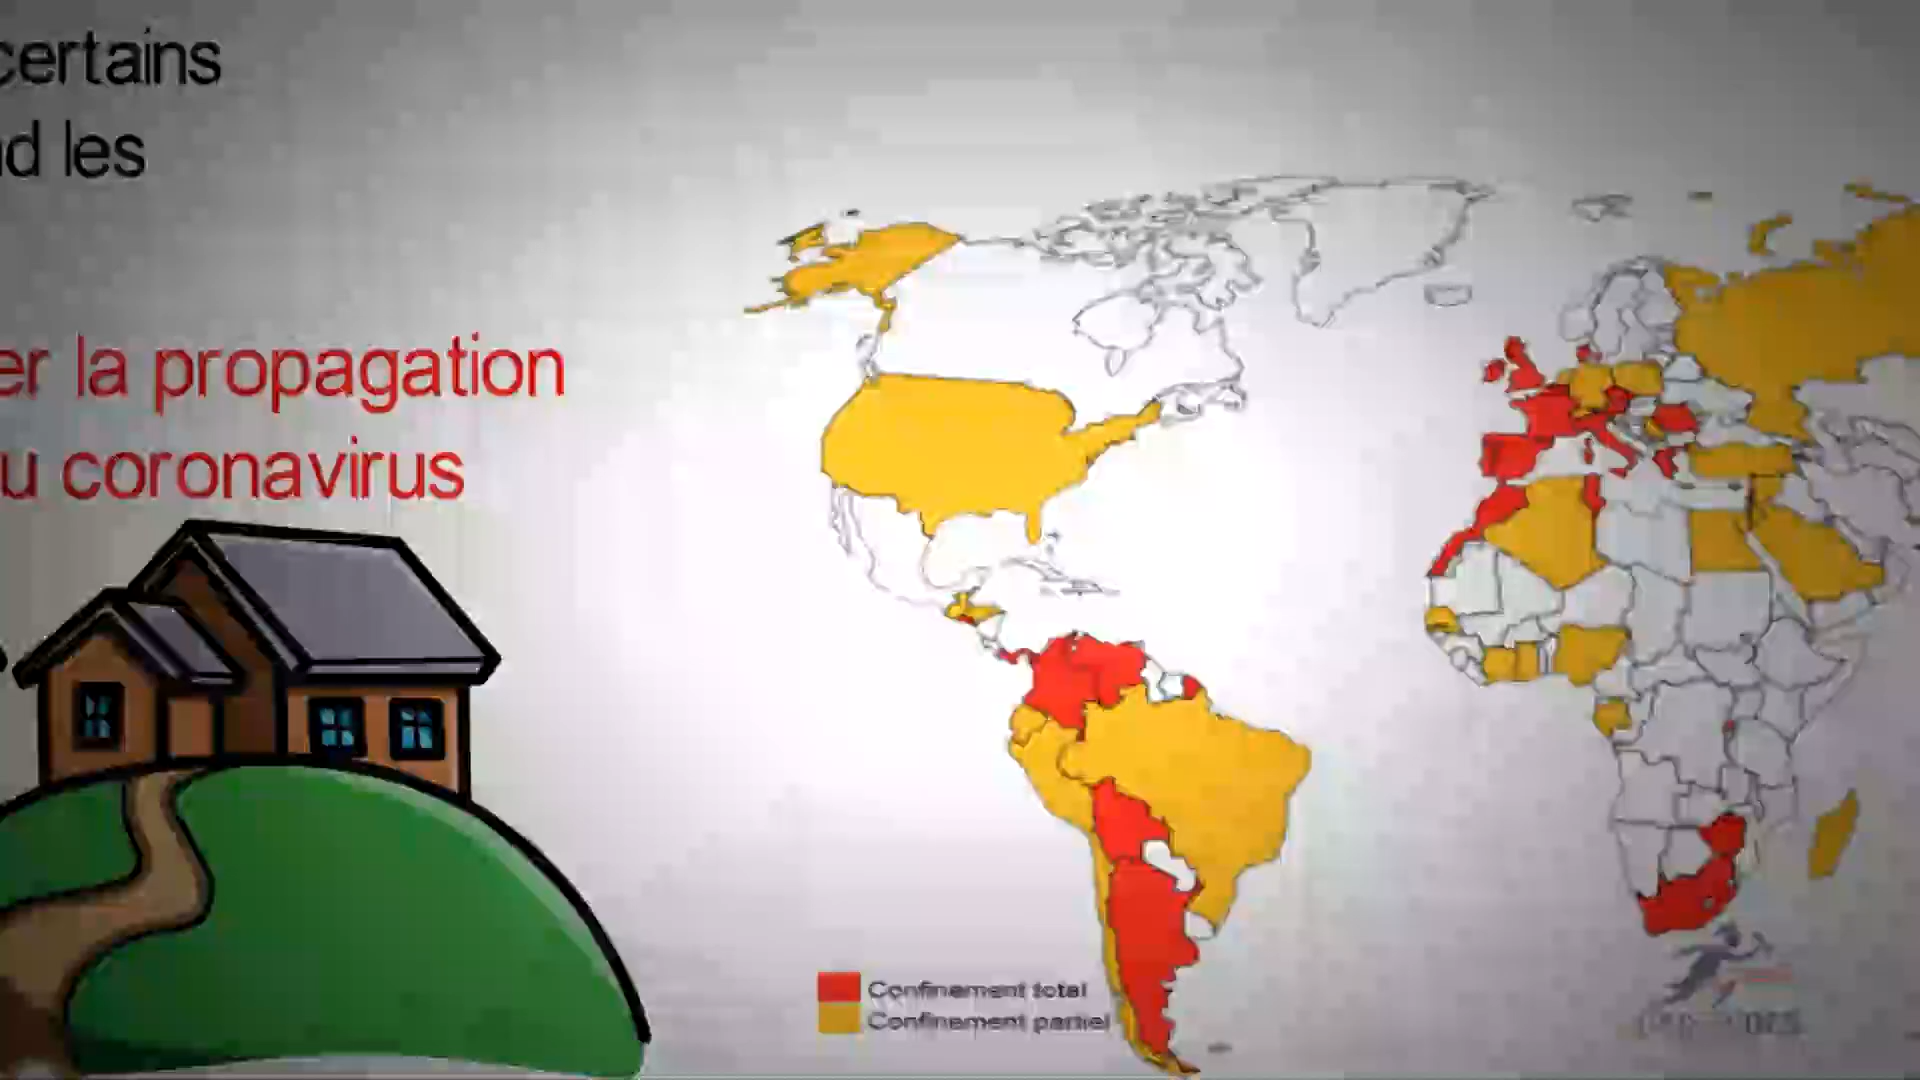 certains
d les
er la propagation
u coronavirus
Confinement total
Confinement partiel